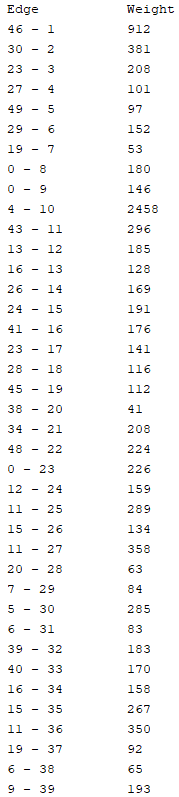 Edge Weight
46 - 1 912
30 - 2 381
23 - 3 208
27 - 4 101
49 - 5 97
29 - 6 152
19 - 7 53
0 - 8 180
0 - 9 146
4 - 10 2458
43 - 11 296
13 - 12 185
16 - 13 128
26 - 14 169
24 - 15 191
41 - 16 176
23 - 17 141
28 - 18 116
45 - 19 112
38 - 20 41
34 - 21 208
48 - 22 224
0 - 23 226
12 - 24 159
11 - 25 289
15 - 26 134
11 - 27 358
20 - 28 63
7 - 29 84
5 - 30 285
6 - 31 83
39 - 32 183
40 - 33 170
16 - 34 158
15 - 35 267
11 - 36 350
19 - 37 92
6 - 38 65
9 - 39 193